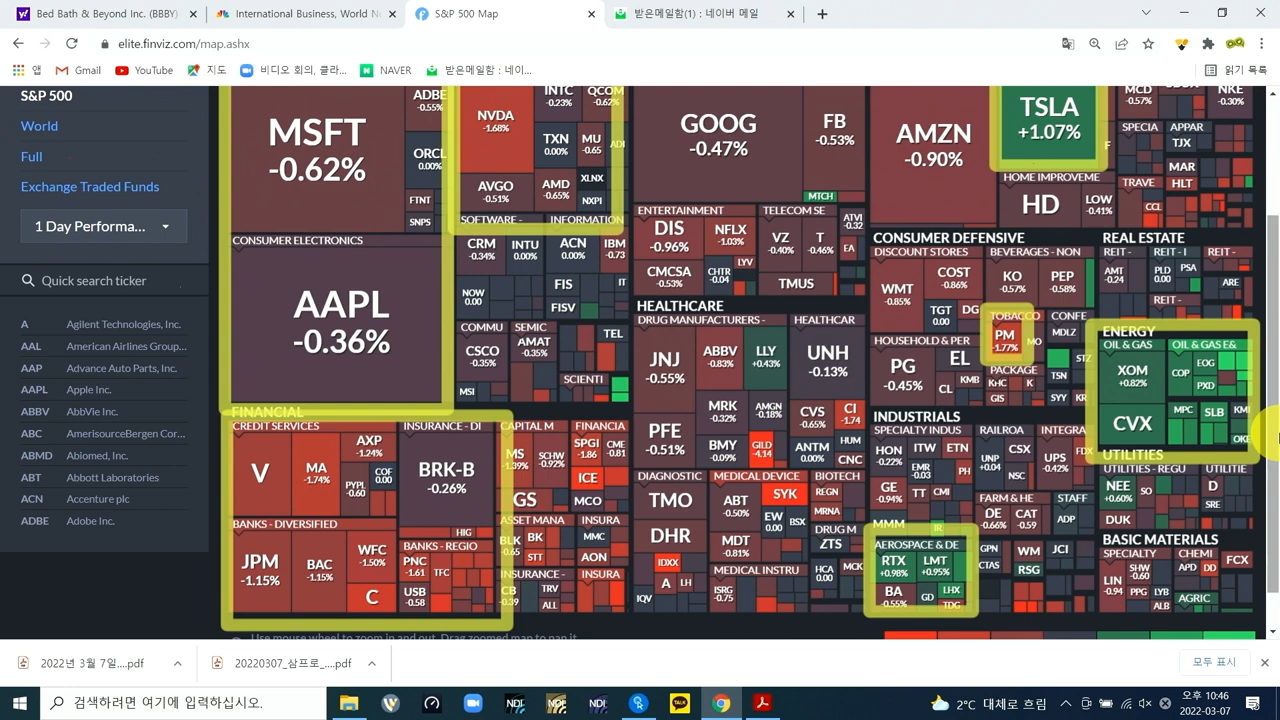 Bed Bath & Beyond Inc. (BBBY)
International Business, World Ne
S&P 500 Map
받은메일함(1) : 네이버 메일
elite.finviz.com/map.ashx
앱
Gmail
YouTube
지도
비디오 회의, 클라...
NAVER
받은메일함 : 네이...
읽기 목록
S&P 500
World
Full
Exchange Traded Funds
1 Day Performa...
Quick search ticker
A Agilent Technologies, Inc.
AAL American Airlines Group...
AAP Advance Auto Parts, Inc.
AAPL Apple Inc.
ABBV AbbVie Inc.
ABC AmerisourceBergen Cor...
ABMD Abiomed, Inc.
ABT Abbott Laboratories
ACN Accenture plc
ADBE Adobe Inc.
MSFT
-0.62%
ADBE
-0.55%
ORCL
0.00%
FTNT
SNPS
NVDA
-1.68%
INTC
-0.23%
QCOM
-0.62%
TXN
0.00%
MU
-0.65
ADI
AVGO
-0.51%
AMD
-0.65%
XLNX
NXPI
SOFTWARE -
INFORMATION
CONSUMER ELECTRONICS
AAPL
-0.36%
CRM
-0.34%
INTU
0.00%
ACN
0.00%
IBM
-0.73
NOW
0.00
FIS
FISV
IT
COMMU
SEMIC
TEL
CSCO
-0.35%
AMAT
-0.35%
SCIENTI
MSI
GOOG
-0.47%
FB
-0.53%
MTCH
ENTERTAINMENT
TELECOM SE
DIS
-0.96%
NFLX
-1.03%
LYV
CMCSA
-0.53%
CHTR
-0.04
VZ
-0.40%
T
-0.46%
TMUS
ATVI
-0.32
EA
AMZN
-0.90%
TSLA
+1.07%
F
HOME IMPROVEME
HD
LOW
-0.41%
MCD
-0.57%
NKE
-0.30%
SPECIA
APPAR
TJX
MAR
TRAVE
HLT
CCL
FINANCIAL
CREDIT SERVICES
V
MA
-1.74%
AXP
-1.24%
PYPL
-0.60
COF
0.00
INSURANCE - DI
BRK-B
-0.26%
HIG
BANKS - DIVERSIFIED
JPM
-1.15%
BAC
-1.15%
WFC
-1.50%
C
BANKS - REGIO
PNC
-1.61
TFC
USB
-0.58
CAPITAL M
MS
-1.39%
SCHW
-0.92%
GS
FINANCIA
SPGI
-1.86
CME
-0.81
ICE
MCO
ASSET MANA
BLK
-0.65
BK
STT
INSURA
MMC
AON
INSURANCE -
CB
-0.39
TRV
ALL
INSURA
HEALTHCARE
DRUG MANUFACTURERS -
HEALTHCAR
JNJ
-0.55%
ABBV
-0.83%
LLY
+0.43%
UNH
-0.13%
PFE
-0.51%
MRK
-0.32%
AMGN
-0.18%
BMY
-0.09%
GILD
-4.14
CVS
-0.65%
CI
-1.74
ANTM
0.00%
HUM
CNC
DIAGNOSTIC
TMO
DHR
IDXX
A
LH
IQV
MEDICAL DEVICE
ABT
-0.50%
SYK
EW
0.00
BSX
MDT
-0.81%
BIOTECH
REGN
MRNA
DRUG M
ZTS
MEDICAL INSTRU
ISRG
-0.75
HCA
0.00
MCK
CONSUMER DEFENSIVE
DISCOUNT STORES
WMT
-0.85%
COST
-0.86%
TGT
0.00
DG
BEVERAGES - NON
KO
-0.57%
PEP
-0.58%
TOBACCO
PM
-1.77%
MO
CONFE
MDLZ
HOUSEHOLD & PER
PG
-0.45%
EL
CL
KMB
PACKAGE
KHC
K
GIS
STZ
TSN
SYY
KR
REAL ESTATE
REIT -
REIT - I
REIT -
AMT
-0.24
PLD
0.00
PSA
ARE
REIT -
ENERGY
OIL & GAS
OIL & GAS E&
XOM
+0.82%
COP
EOG
PXD
CVX
MPC
SLB
KMI
OKE
INDUSTRIALS
SPECIALTY INDUS
HON
-0.22%
ITW
ETN
EMR
-0.03
PH
GE
-0.94%
TT
CMI
MMM
IR
RAILROA
UNP
+0.04
CSX
NSC
INTEGRA
UPS
-0.42%
FDX
FARM & HE
DE
-0.66%
CAT
-0.59
STAFF
ADP
AEROSPACE & DE
RTX
+0.98%
LMT
+0.95%
BA
-0.55%
GD
LHX
TDG
GPN
CTAS
WM
RSG
JCI
UTILITIES
UTILITIES - REGU
UTILITIE
NEE
+0.60%
SO
D
SRE
DUK
BASIC MATERIALS
SPECIALTY
CHEMI
LIN
-0.94
SHW
-0.60
PPG
LYB
ALB
APD
DD
FCX
AGRIC
Use mouse wheel to zoom in and out. Drag zoomed map to pan it.
2022년 3월 7일....pdf
20220307_삼프로_....pdf
모두 표시
검색하려면 여기에 입력하십시오.
TALK
2°C 대체로 흐림
오후 10:46
2022-03-07